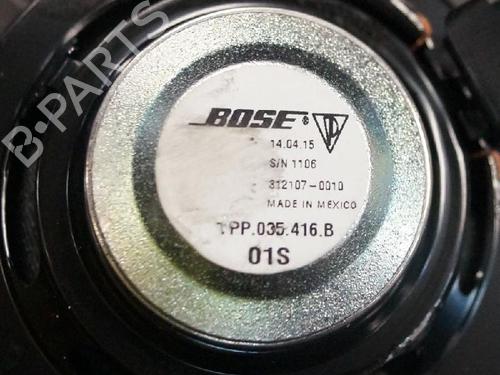 B-PARTS
BOSE®
14.04.15
S/N 1106
312107-0010
MADE IN MEXICO
7PP.035.416.B
01S